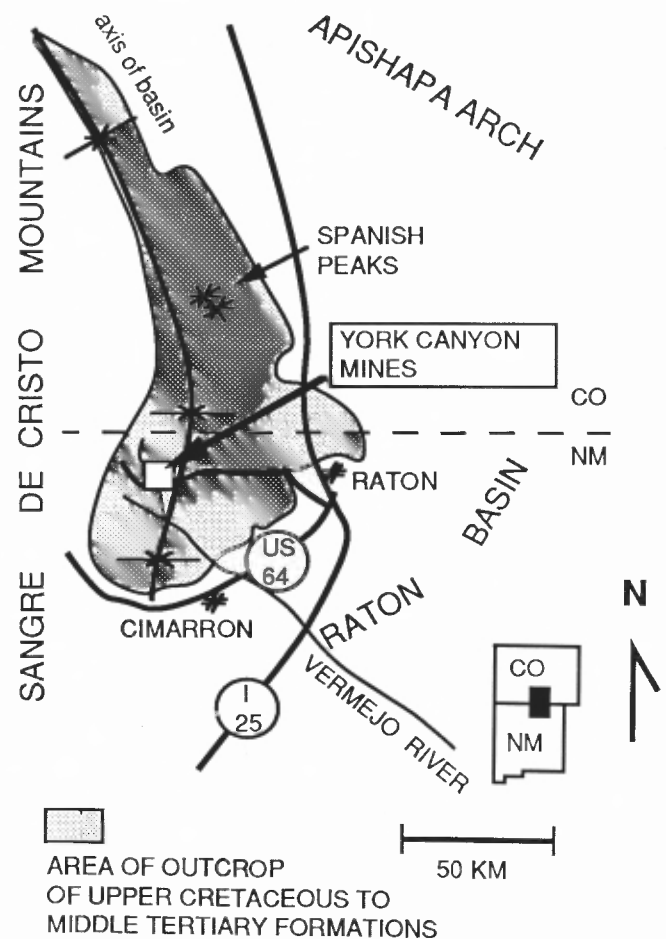 axis of basin
APISHAPA ARCH
SANGRE DE CRISTO MOUNTAINS
SPANISH
PEAKS
YORK CANYON
MINES
CO
NM
RATON
RATON BASIN
US
64
CIMARRON
VERMEJO RIVER
I
25
N
CO
NM
AREA OF OUTCROP
OF UPPER CRETACEOUS TO
MIDDLE TERTIARY FORMATIONS
50 KM